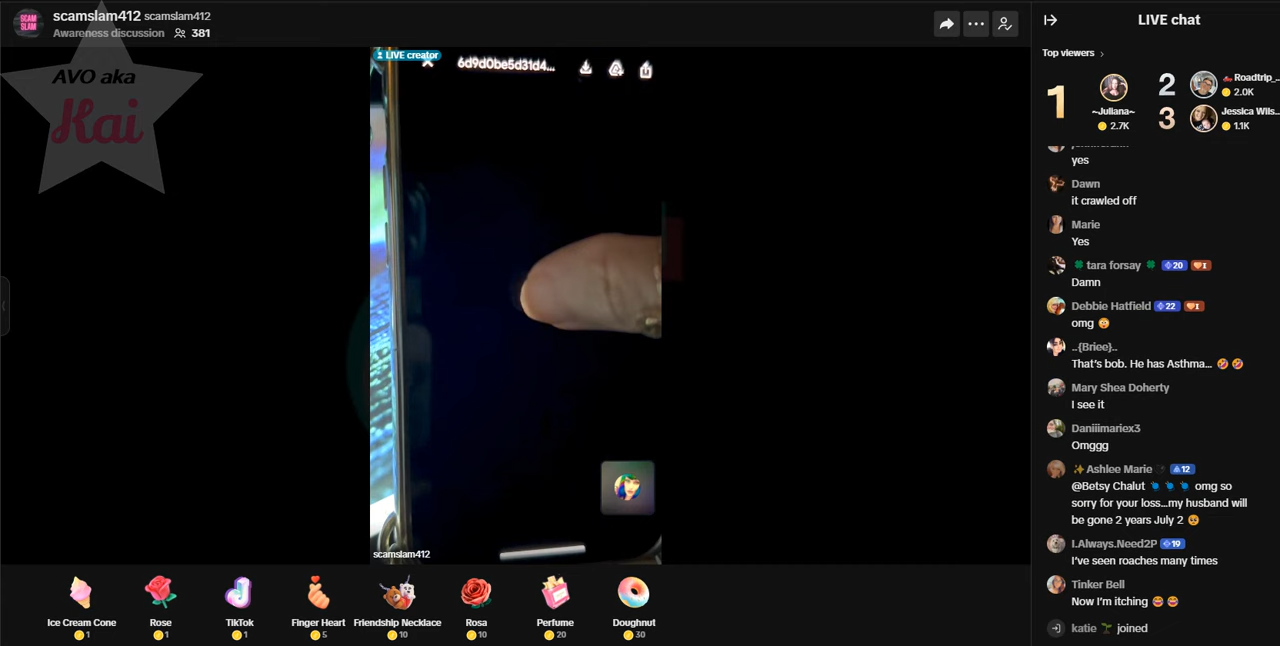 SCAM
SLAM
scamslam412 scamslam412
Awareness discussion 381
AVO aka
Kai
LIVE creator
6d9d0be5d31d4...
scamslam412
Ice Cream Cone
1
Rose
1
TikTok
1
Finger Heart
5
Friendship Necklace
10
Rosa
10
Perfume
20
Doughnut
30
LIVE chat
Top viewers
1
~Juliana~
2.7K
2
Roadtrip_...
2.0K
3
Jessica Wils...
1.1K
yes
Dawn
it crawled off
Marie
Yes
tara forsay 20 I
Damn
Debbie Hatfield 22 I
omg
..{Briee}..
That's bob. He has Asthma...
Mary Shea Doherty
I see it
Daniiimariex3
Omggg
Ashlee Marie 12
@Betsy Chalut omg so
sorry for your loss...my husband will
be gone 2 years July 2
I.Always.Need2P 19
I've seen roaches many times
Tinker Bell
Now I'm itching
katie joined